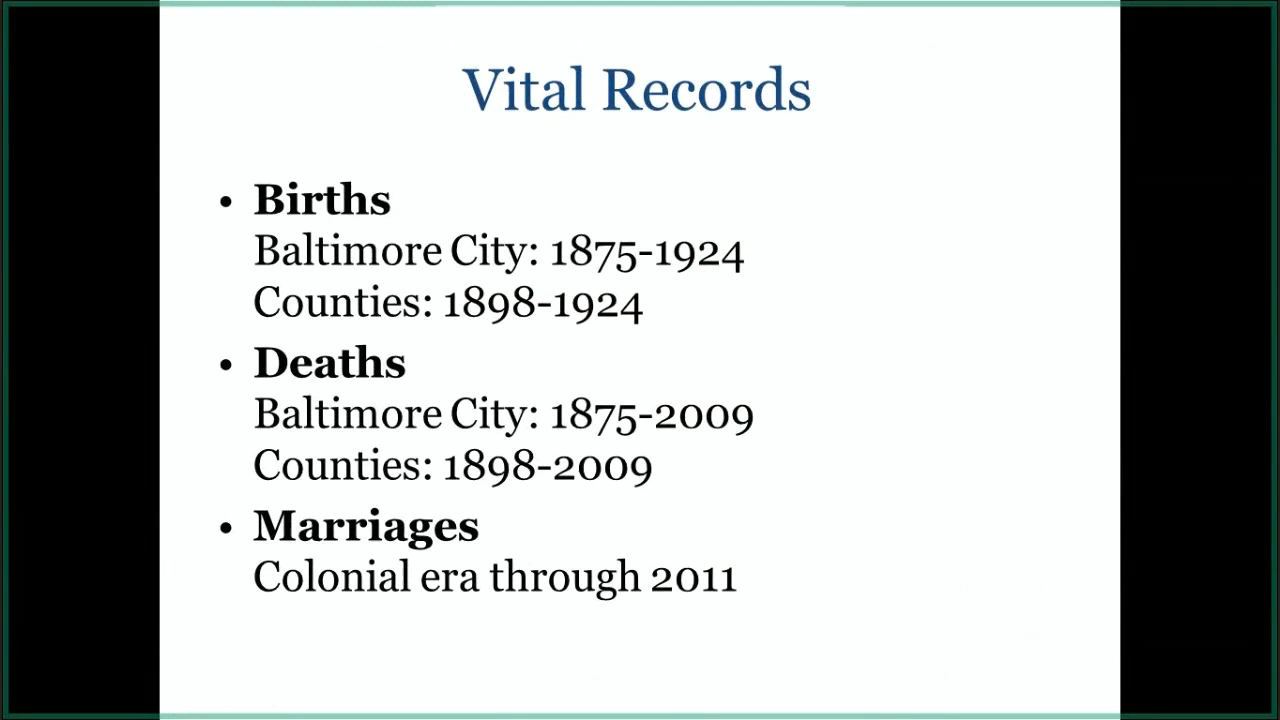 Vital Records
• Births
Baltimore City: 1875-1924
Counties: 1898-1924
• Deaths
Baltimore City: 1875-2009
Counties: 1898-2009
• Marriages
Colonial era through 2011